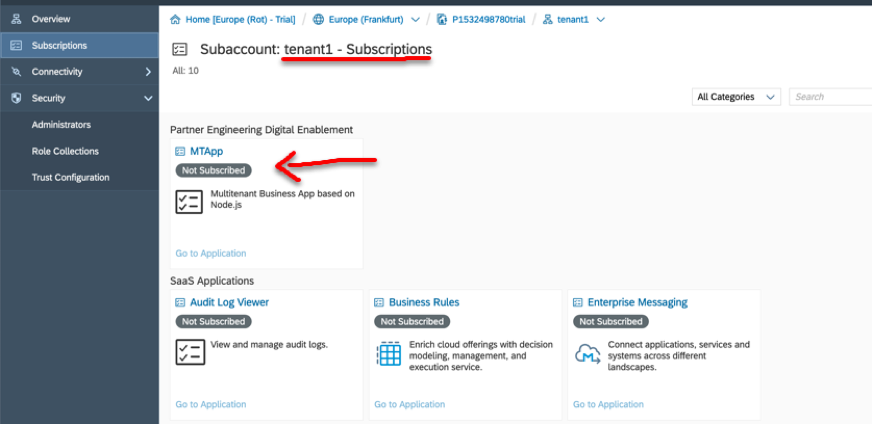 Overview
Subscriptions
Connectivity
Security
Administrators
Role Collections
Trust Configuration
Home [Europe (Rot) - Trial] / Europe (Frankfurt) / P1532498780trial / tenant1
Subaccount: tenant1 - Subscriptions
All: 10
All Categories
Search
Partner Engineering Digital Enablement
MTApp
Not Subscribed
Multitenant Business App based on
Node.js
Go to Application
SaaS Applications
Audit Log Viewer
Not Subscribed
View and manage audit logs.
Go to Application
Business Rules
Not Subscribed
Enrich cloud offerings with decision
modeling, management, and
execution service.
Go to Application
Enterprise Messaging
Not Subscribed
Connect applications, services and
systems across different
landscapes.
Go to Application